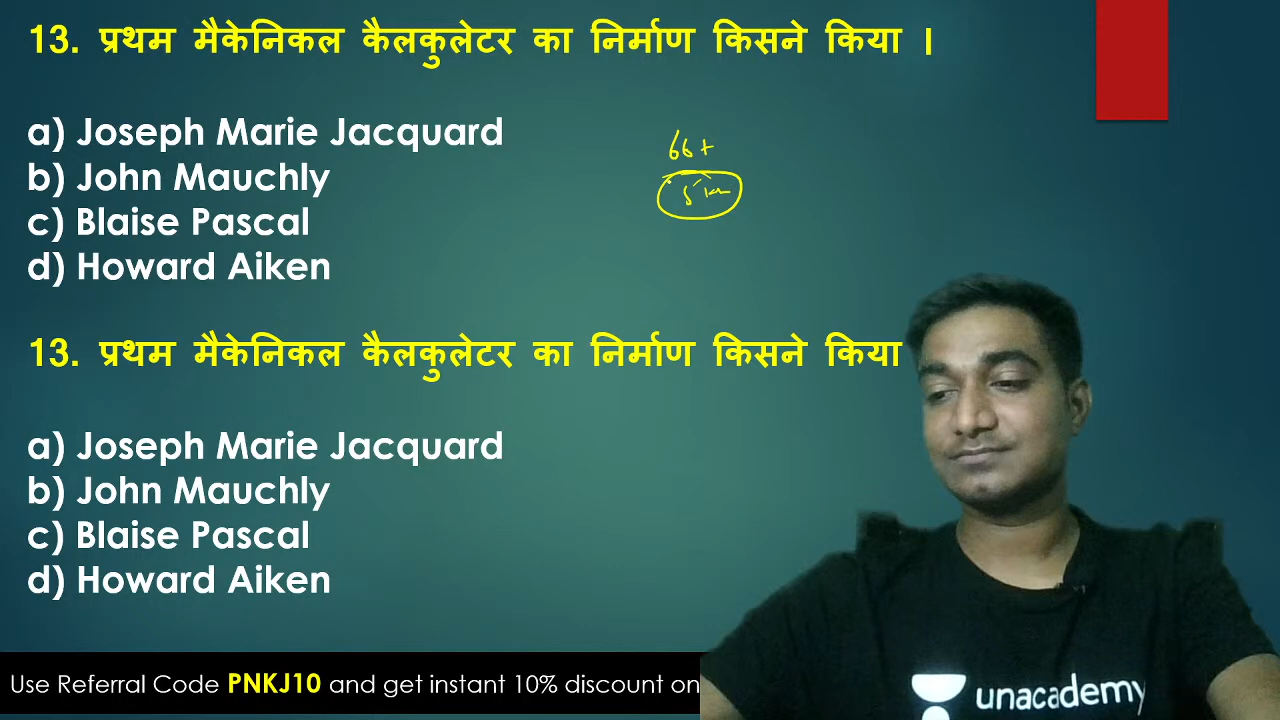 13. प्रथम मैकेनिकल कैलकुलेटर का निर्माण किसने किया ।
a) Joseph Marie Jacquard
b) John Mauchly
c) Blaise Pascal
d) Howard Aiken
66+
13. प्रथम मैकेनिकल कैलकुलेटर का निर्माण किसने किया
a) Joseph Marie Jacquard
b) John Mauchly
c) Blaise Pascal
d) Howard Aiken
Use Referral Code PNKJ10 and get instant 10% discount on
unacademy